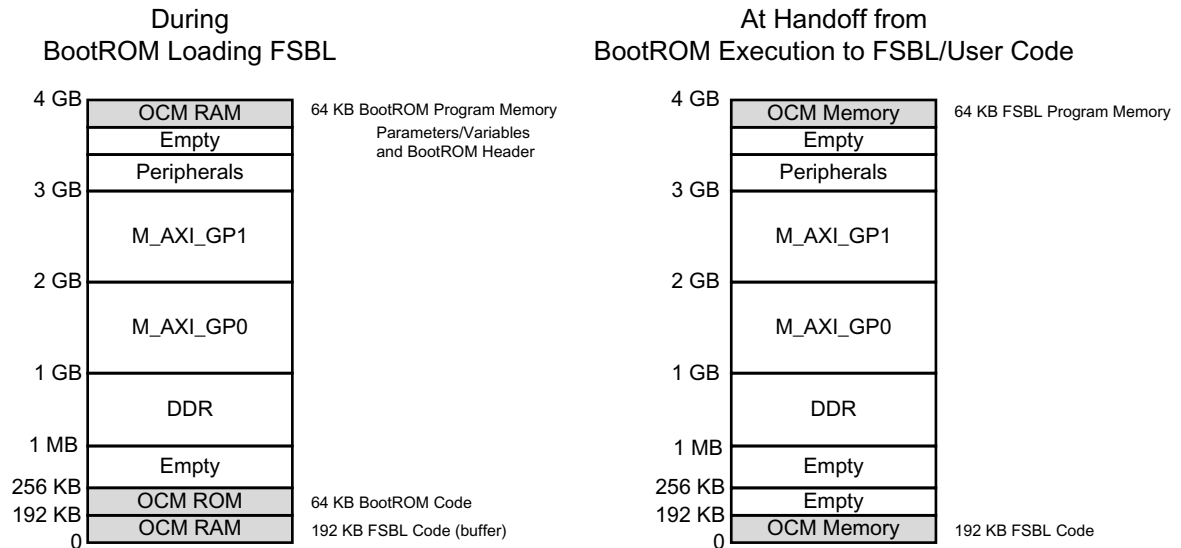 During
BootROM Loading FSBL
4 GB
OCM RAM
64 KB BootROM Program Memory
Empty
Parameters/Variables
and BootROM Header
Peripherals
3 GB
M_AXI_GP1
2 GB
M_AXI_GP0
1 GB
DDR
1 MB
Empty
256 KB
OCM ROM
64 KB BootROM Code
192 KB
OCM RAM
192 KB FSBL Code (buffer)
0
At Handoff from
BootROM Execution to FSBL/User Code
4 GB
OCM Memory
64 KB FSBL Program Memory
Empty
Peripherals
3 GB
M_AXI_GP1
2 GB
M_AXI_GP0
1 GB
DDR
1 MB
Empty
256 KB
Empty
192 KB
OCM Memory
192 KB FSBL Code
0